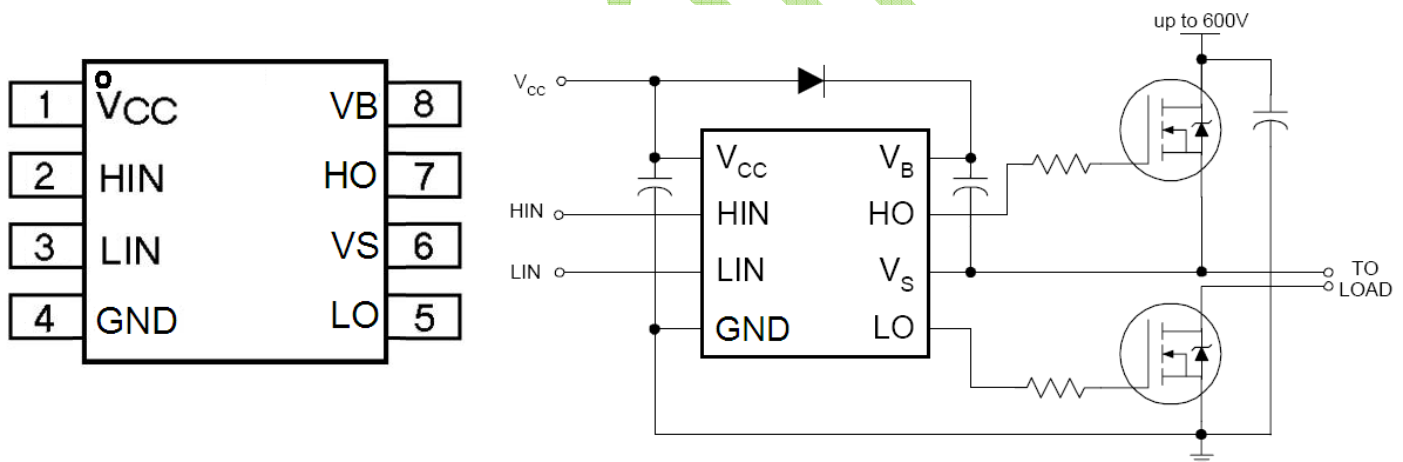 1 VCC VB 8
2 HIN HO 7
3 LIN VS 6
4 GND LO 5
up to 600V
VCC
VCC VB
HIN HIN HO
LIN LIN VS
GND LO
TO
LOAD